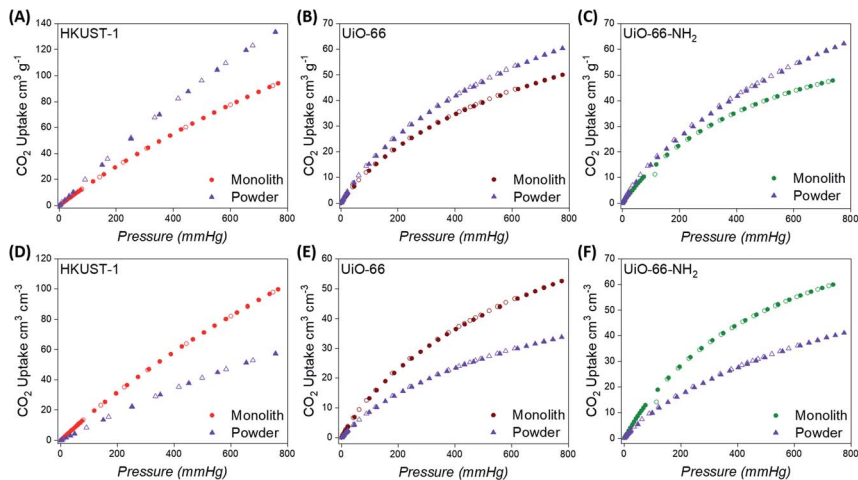 (A)
HKUST-1
CO₂ Uptake cm³ g⁻¹
140
120
100
80
60
40
20
0
0 200 400 600 800
Pressure (mmHg)
Monolith
Powder
(B)
UiO-66
CO₂ Uptake cm³ g⁻¹
70
60
50
40
30
20
10
0
0 200 400 600 800
Pressure (mmHg)
Monolith
Powder
(C)
UiO-66-NH₂
CO₂ Uptake cm³ g⁻¹
70
60
50
40
30
20
10
0
0 200 400 600 800
Pressure (mmHg)
Monolith
Powder
(D)
HKUST-1
CO₂ Uptake cm³ cm⁻³
120
100
80
60
40
20
0
0 200 400 600 800
Pressure (mmHg)
Monolith
Powder
(E)
UiO-66
CO₂ Uptake cm³ cm⁻³
60
50
40
30
20
10
0
0 200 400 600 800
Pressure (mmHg)
Monolith
Powder
(F)
UiO-66-NH₂
CO₂ Uptake cm³ cm⁻³
70
60
50
40
30
20
10
0
0 200 400 600 800
Pressure (mmHg)
Monolith
Powder